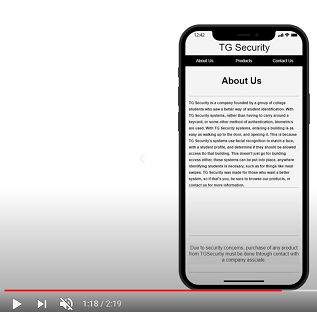 12:42
TG Security
About Us Products Contact Us
About Us
TG Security is a company founded by a group of college
students who saw a better way of student identification. With
TG Security systems, rather than having to carry around a
keycard, or some other method of authentication, biometrics
are used. With TG Security systems, entering a building is as
easy as walking up to the door, and opening it. This is because
TG Security's systems use facial recognition to match a face,
with a student profile, and determine if they should be allowed
access to that building. This doesn't just go for building
access either, these systems can be put into place, anywhere
identifying students is necessary, such as for things like meal
swipes. TG Security was made for those who want a better
system, so if that's you, be sure to browse our products, or
contact us for more information.
Due to security concerns, purchase of any product
from TGSecurity must be done through contact with
a company associate.
1:18 / 2:19